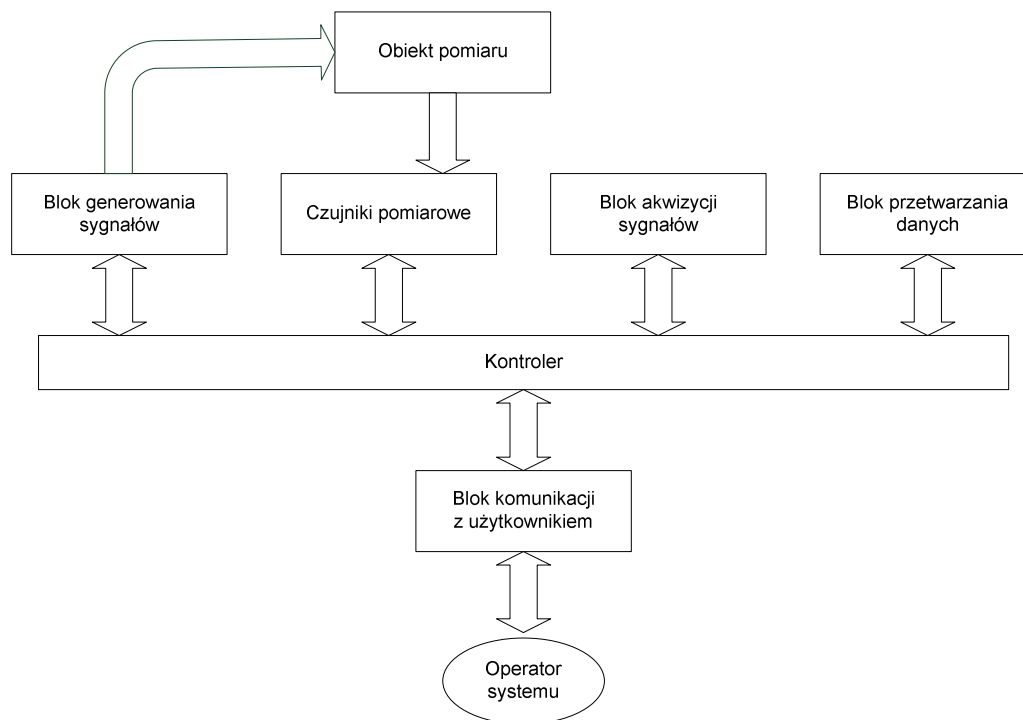 Obiekt pomiaru
Blok generowania
sygnałów
Czujniki pomiarowe
Blok akwizycji
sygnałów
Blok przetwarzania
danych
Kontroler
Blok komunikacji
z użytkownikiem
Operator
systemu